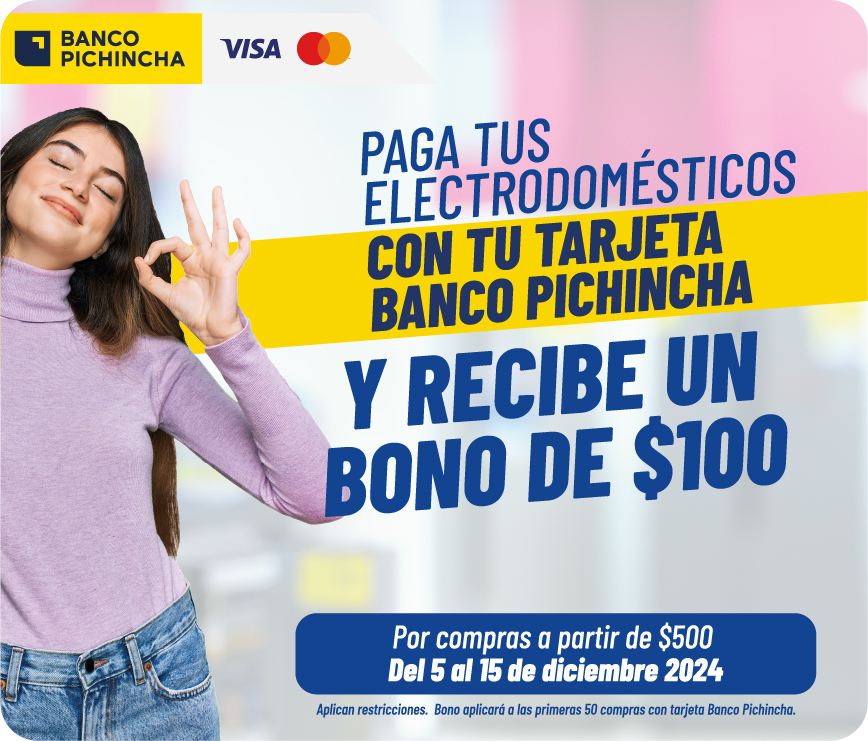 BANCO
PICHINCHA
VISA
PAGA TUS
ELECTRODOMÉSTICOS
CON TU TARJETA
BANCO PICHINCHA
Y RECIBE UN
BONO DE $100
Por compras a partir de $500
Del 5 al 15 de diciembre 2024
Aplican restricciones. Bono aplicará a las primeras 50 compras con tarjeta Banco Pichincha.